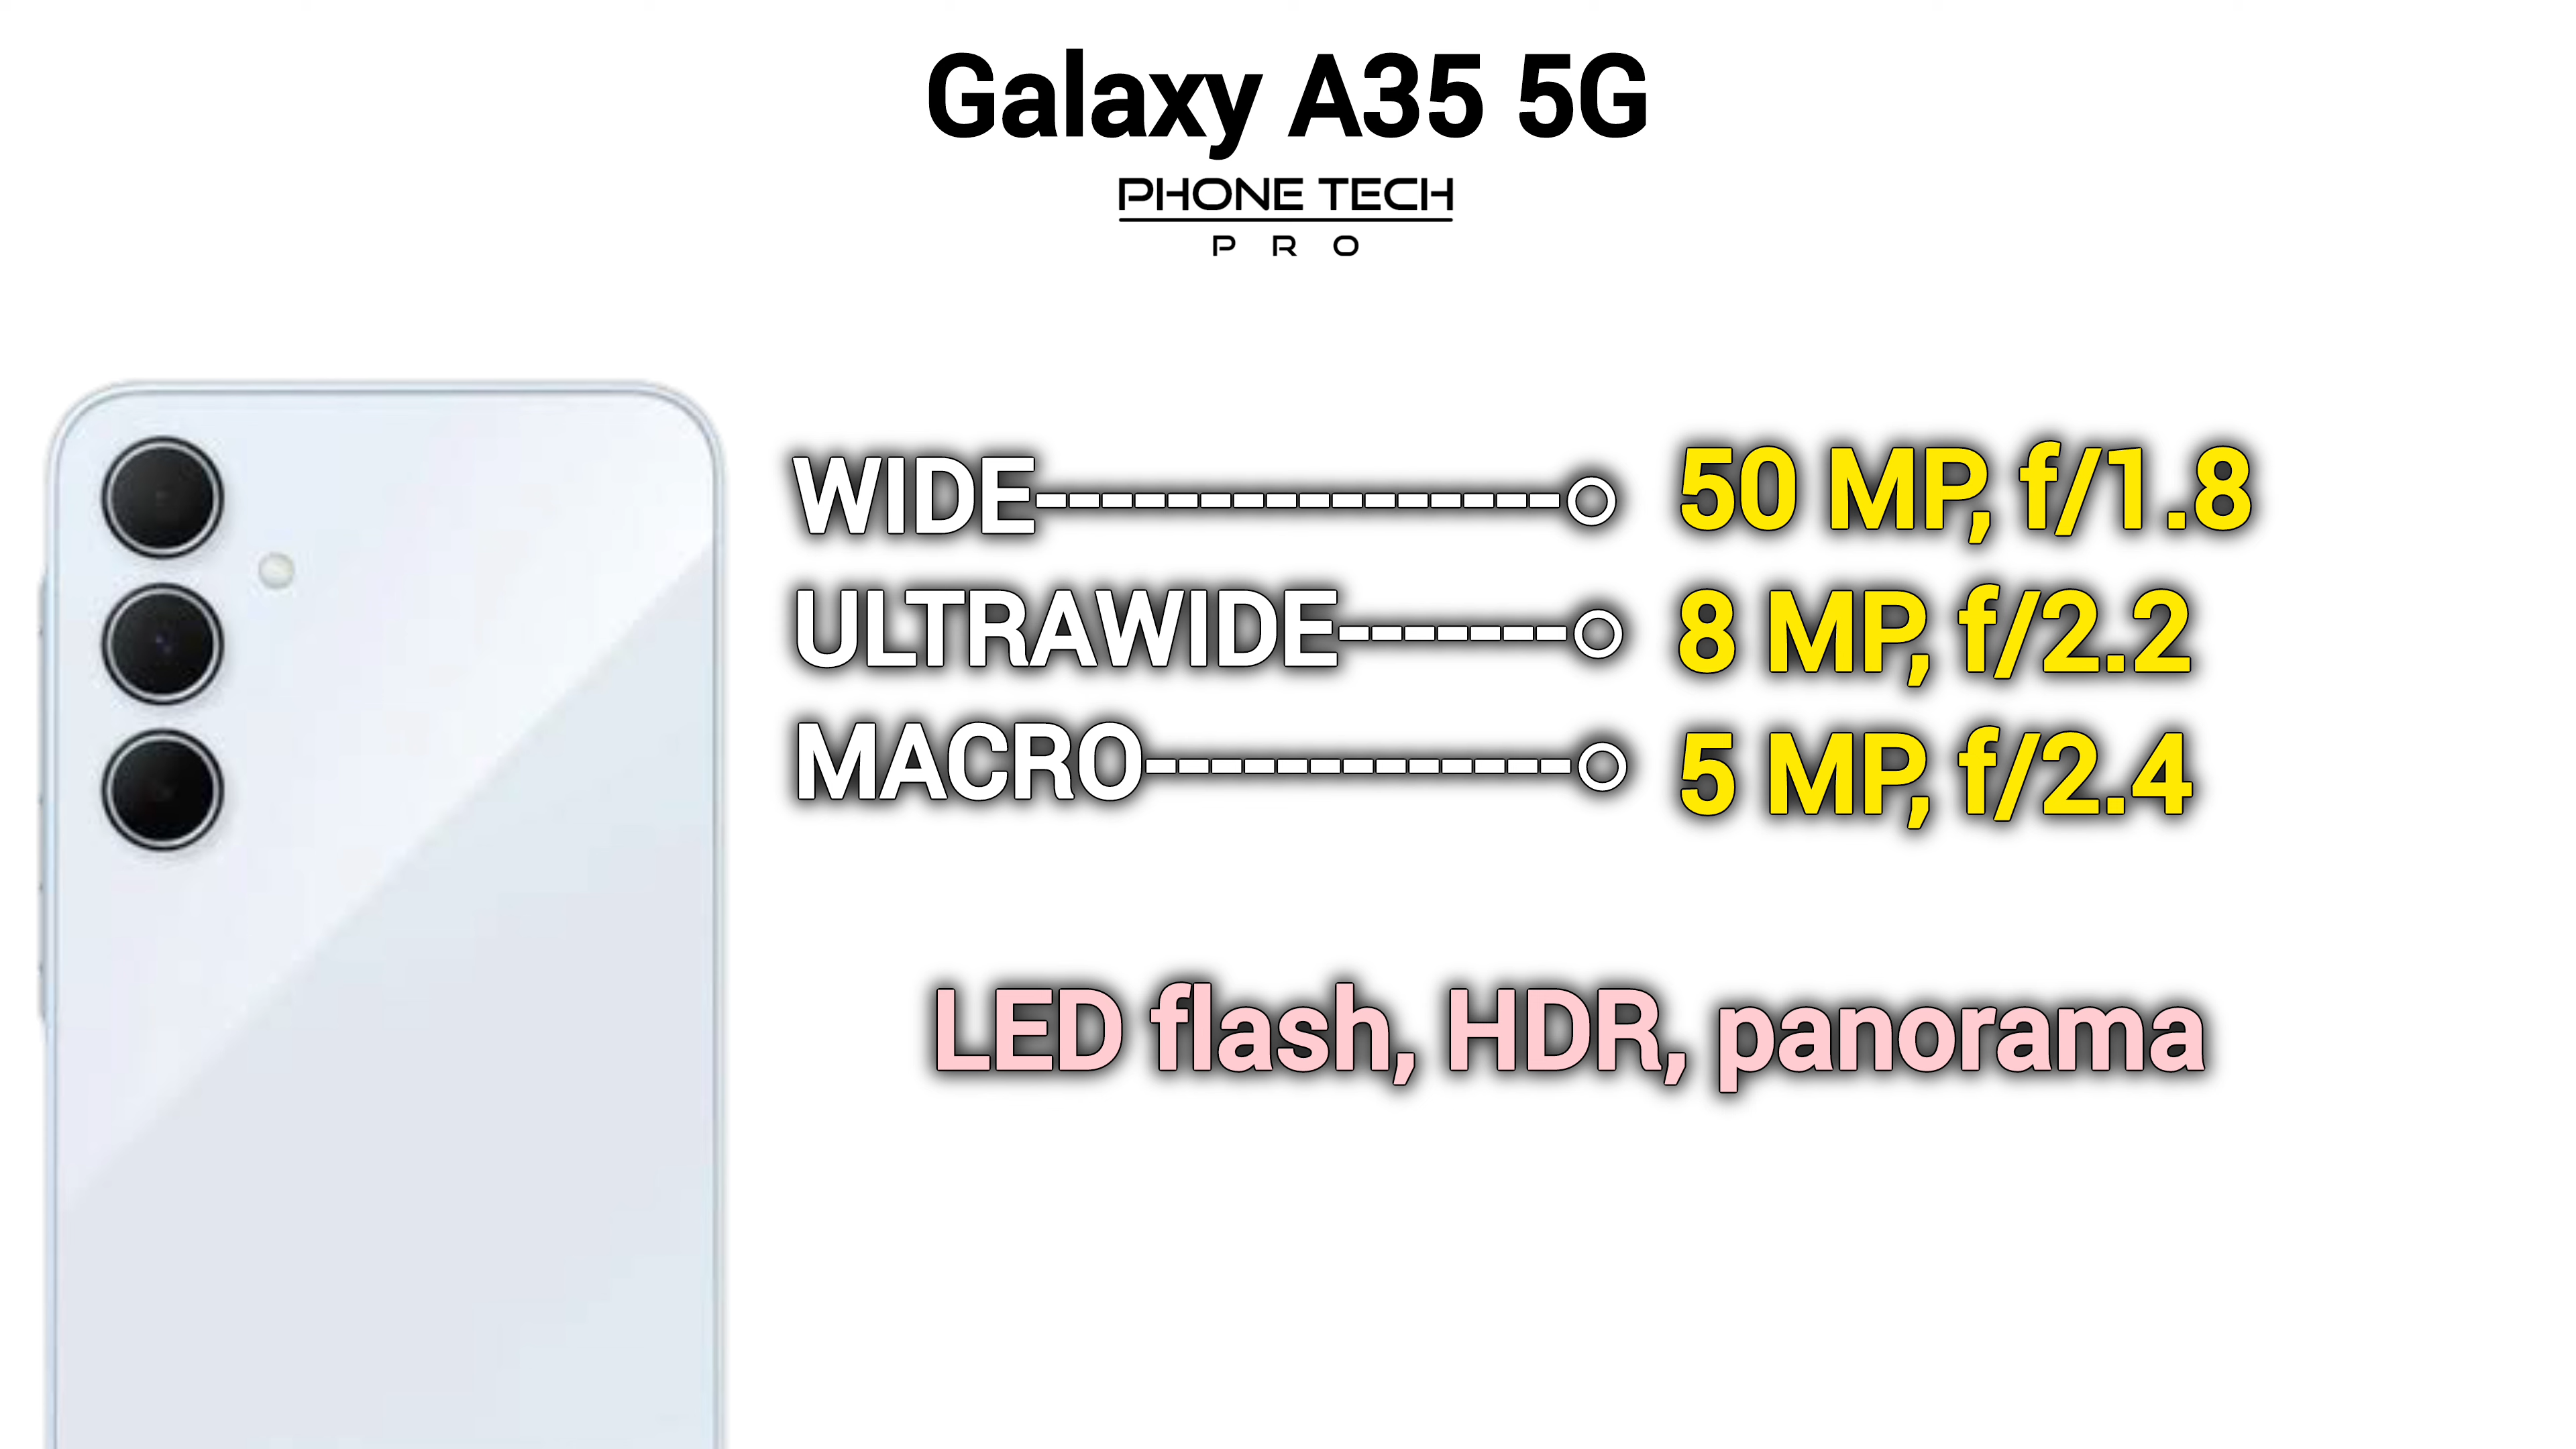 Galaxy A35 5G
PHONE TECH
PRO
WIDE----------------○ 50 MP, f/1.8
ULTRAWIDE-------○ 8 MP, f/2.2
MACRO-------------○ 5 MP, f/2.4
LED flash, HDR, panorama